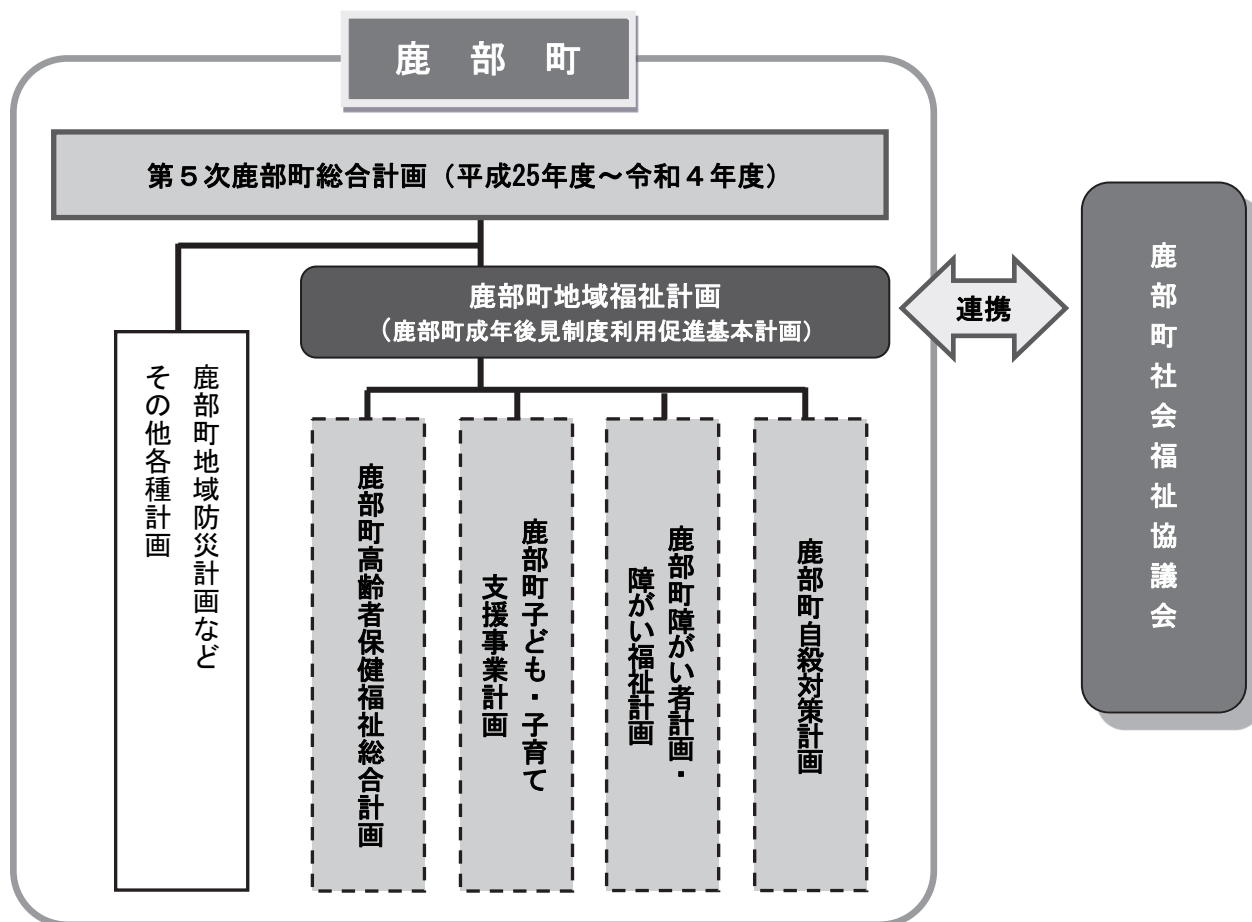 鹿部町
第５次鹿部町総合計画（平成25年度～令和４年度）
鹿部町地域福祉計画
（鹿部町成年後見制度利用促進基本計画）
連携
鹿部町社会福祉協議会
鹿部町地域防災計画など
その他各種計画
鹿部町高齢者保健福祉総合計画
鹿部町子ども・子育て
支援事業計画
鹿部町障がい者計画・
障がい福祉計画
鹿部町自殺対策計画